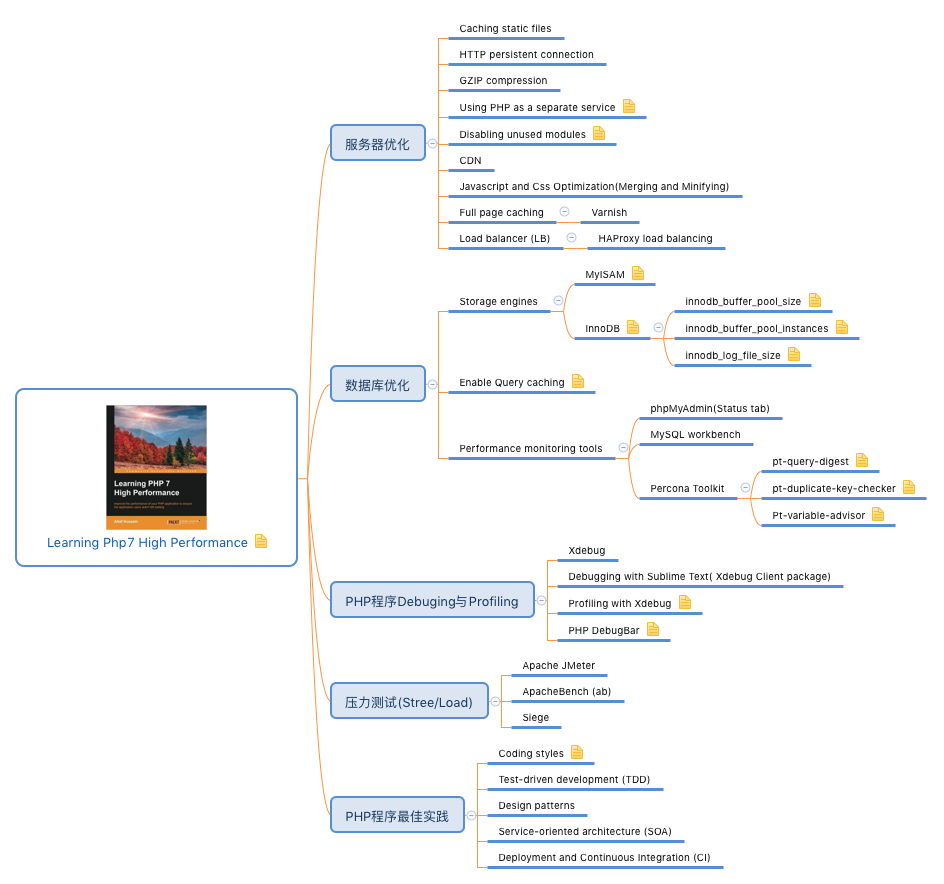 Caching static files
HTTP persistent connection
GZIP compression
Using PHP as a separate service
Disabling unused modules
服务器优化
CDN
Javascript and Css Optimization(Merging and Minifying)
Full page caching
Varnish
Load balancer (LB)
HAProxy load balancing
MyISAM
Storage engines
innodb_buffer_pool_size
InnoDB
innodb_buffer_pool_instances
innodb_log_file_size
数据库优化
Enable Query caching
phpMyAdmin(Status tab)
MySQL workbench
Performance monitoring tools
pt-query-digest
Percona Toolkit
pt-duplicate-key-checker
Pt-variable-advisor
Learning PHP 7
High Performance
Altaf Hussain
PACKT
Learning Php7 High Performance
Xdebug
Debugging with Sublime Text( Xdebug Client package)
PHP程序Debuging与Profiling
Profiling with Xdebug
PHP DebugBar
Apache JMeter
压力测试(Stree/Load)
ApacheBench (ab)
Siege
Coding styles
Test-driven development (TDD)
PHP程序最佳实践
Design patterns
Service-oriented architecture (SOA)
Deployment and Continuous Integration (CI)